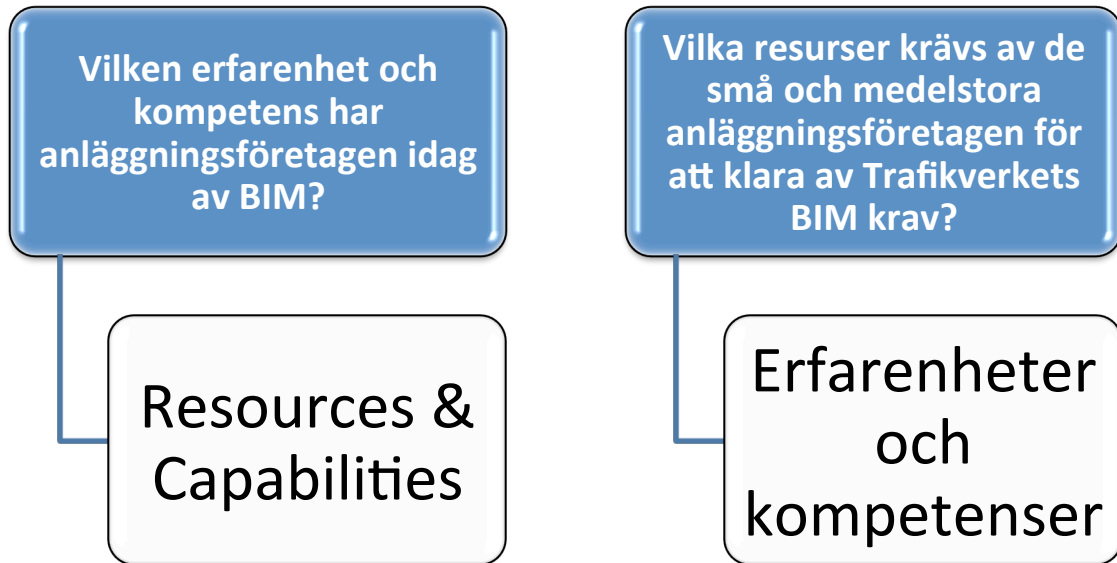 Vilken erfarenhet och
kompetens har
anläggningsföretagen idag
av BIM?
Resources &
Capabilities
Vilka resurser krävs av de
små och medelstora
anläggningsföretagen för
att klara av Trafikverkets
BIM krav?
Erfarenheter
och
kompetenser